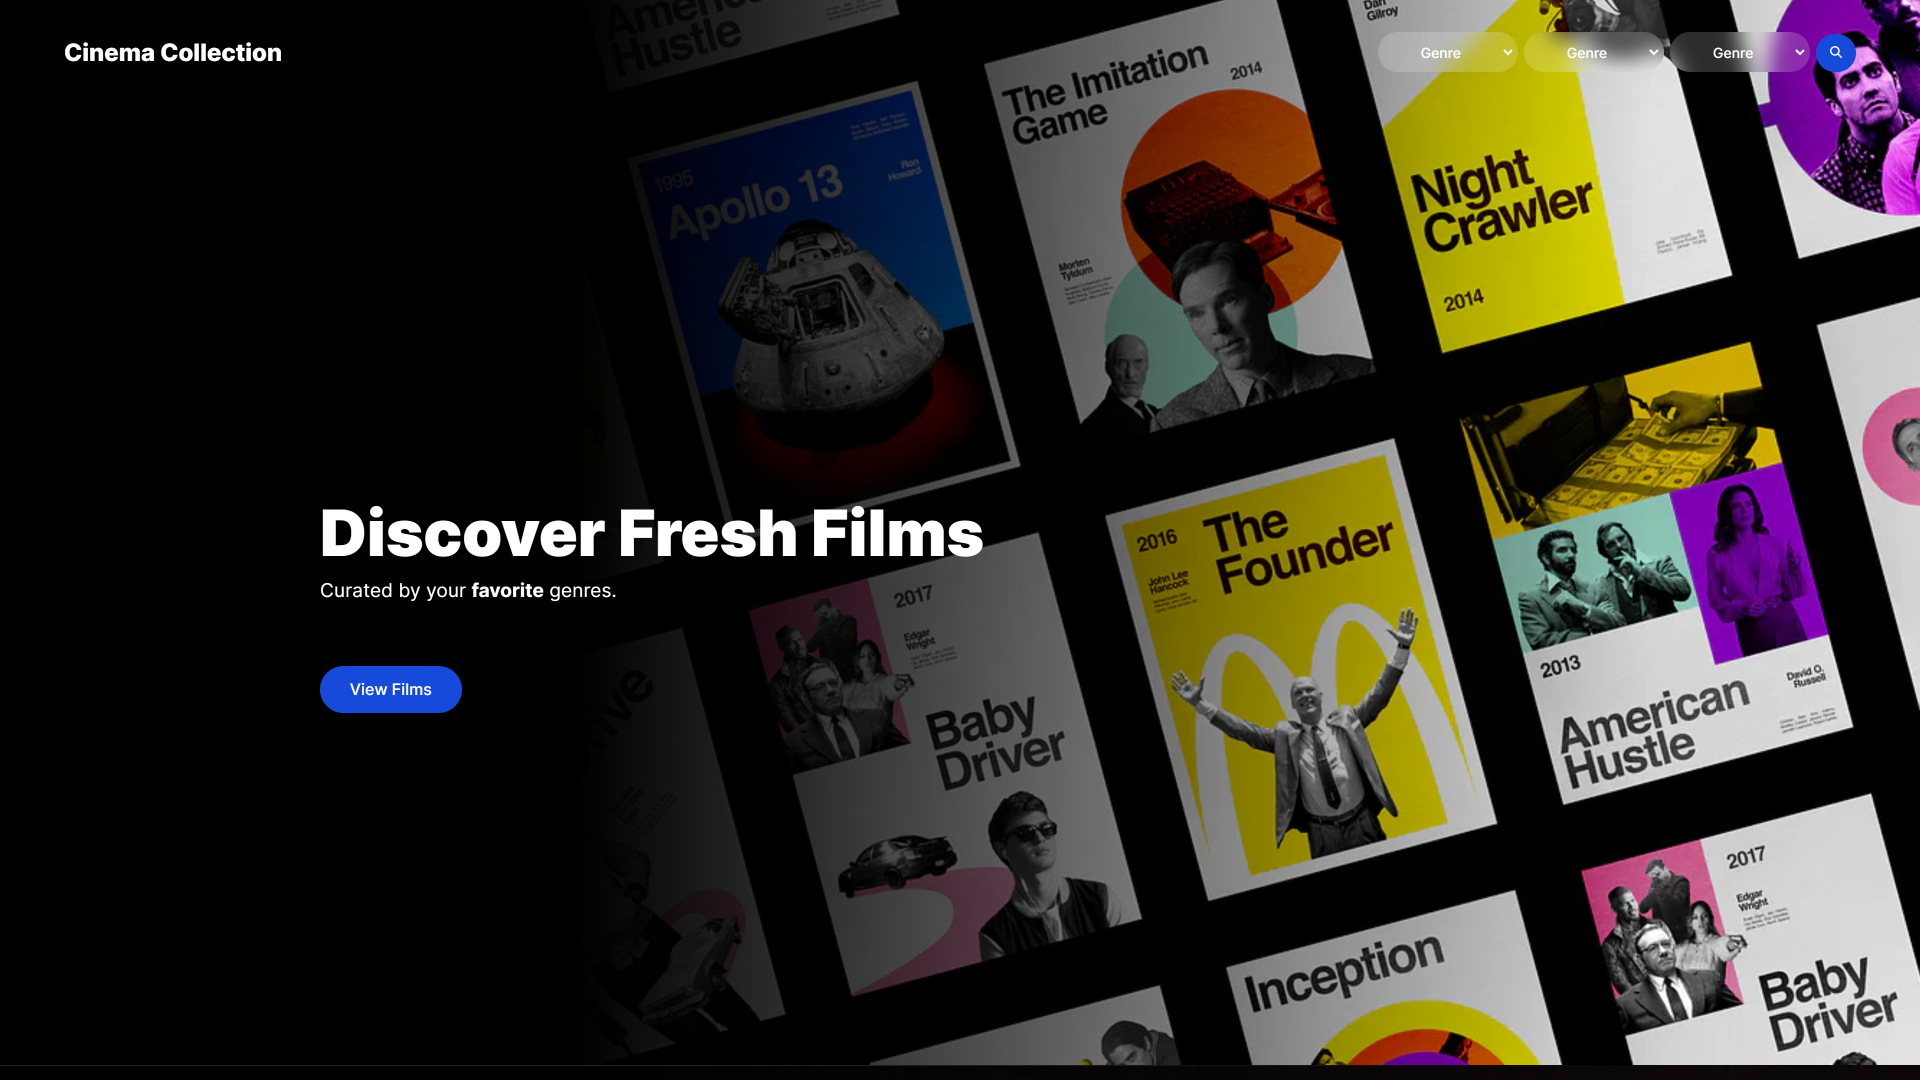 Cinema Collection
Genre
Genre
Genre
Discover Fresh Films
Curated by your favorite genres.
View Films
American
Hustle
1995
Apollo 13
Ron
Howard
The Imitation
Game
2014
Morten
Tyldum
Dan
Gilroy
Night
Crawler
2014
2017
Edgar
Wright
Baby
Driver
2016
The
Founder
John Lee
Hancock
2013
David O.
Russell
American
Hustle
Drive
Inception
2017
Edgar
Wright
Baby
Driver